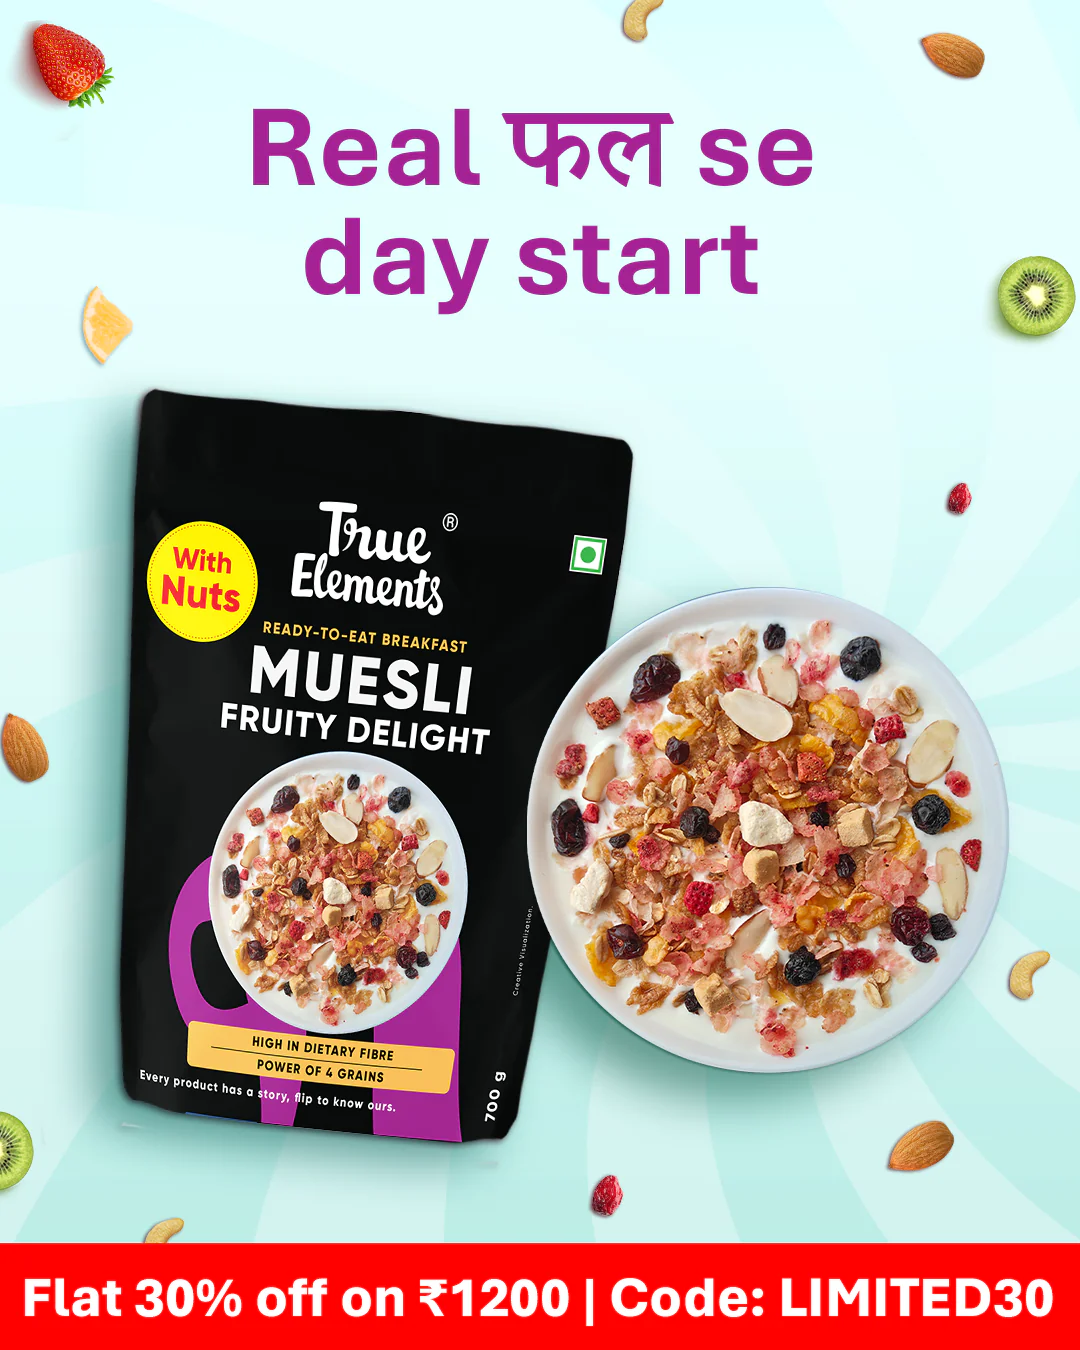 Real फल se
day start
True
Elements
®
With
Nuts
READY-TO-EAT BREAKFAST
MUESLI
FRUITY DELIGHT
Creative Visualization.
HIGH IN DIETARY FIBRE
POWER OF 4 GRAINS
Every product has a story, flip to know ours.
700 g
Flat 30% off on ₹1200 | Code: LIMITED30